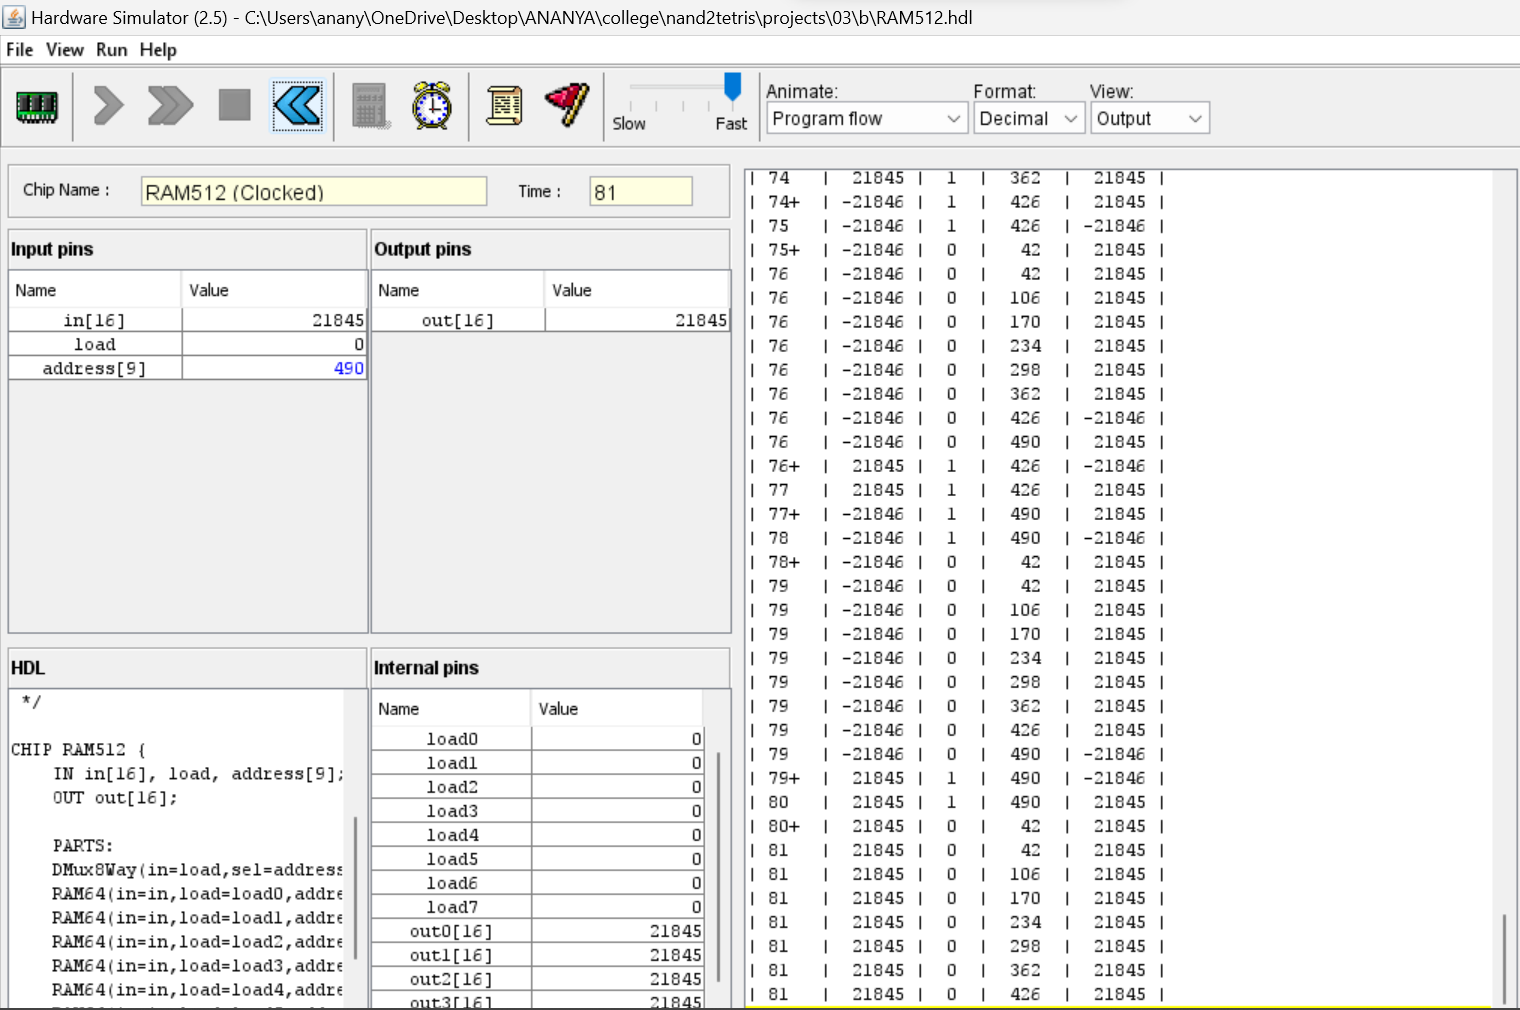 Hardware Simulator (2.5) - C:\Users\anany\OneDrive\Desktop\ANANYA\college\nand2tetris\projects\03\b\RAM512.hdl
File View Run Help
Slow Fast
Animate: Format: View:
Program flow Decimal Output
Chip Name : RAM512 (Clocked) Time : 81
Input pins
Name Value
in[16] 21845
load 0
address[9] 490
Output pins
Name Value
out[16] 21845
HDL
*/
CHIP RAM512 {
IN in[16], load, address[9];
OUT out[16];
PARTS:
DMux8Way(in=load,sel=address
RAM64(in=in,load=load0,addre
RAM64(in=in,load=load1,addre
RAM64(in=in,load=load2,addre
RAM64(in=in,load=load3,addre
RAM64(in=in,load=load4,addre
Internal pins
Name Value
load0 0
load1 0
load2 0
load3 0
load4 0
load5 0
load6 0
load7 0
out0[16] 21845
out1[16] 21845
out2[16] 21845
out3[16] 21845
| 74 | 21845 | 1 | 362 | 21845 |
| 74+ | -21846 | 1 | 426 | 21845 |
| 75 | -21846 | 1 | 426 | -21846 |
| 75+ | -21846 | 0 | 42 | 21845 |
| 76 | -21846 | 0 | 42 | 21845 |
| 76 | -21846 | 0 | 106 | 21845 |
| 76 | -21846 | 0 | 170 | 21845 |
| 76 | -21846 | 0 | 234 | 21845 |
| 76 | -21846 | 0 | 298 | 21845 |
| 76 | -21846 | 0 | 362 | 21845 |
| 76 | -21846 | 0 | 426 | -21846 |
| 76 | -21846 | 0 | 490 | 21845 |
| 76+ | 21845 | 1 | 426 | -21846 |
| 77 | 21845 | 1 | 426 | 21845 |
| 77+ | -21846 | 1 | 490 | 21845 |
| 78 | -21846 | 1 | 490 | -21846 |
| 78+ | -21846 | 0 | 42 | 21845 |
| 79 | -21846 | 0 | 42 | 21845 |
| 79 | -21846 | 0 | 106 | 21845 |
| 79 | -21846 | 0 | 170 | 21845 |
| 79 | -21846 | 0 | 234 | 21845 |
| 79 | -21846 | 0 | 298 | 21845 |
| 79 | -21846 | 0 | 362 | 21845 |
| 79 | -21846 | 0 | 426 | 21845 |
| 79 | -21846 | 0 | 490 | -21846 |
| 79+ | 21845 | 1 | 490 | -21846 |
| 80 | 21845 | 1 | 490 | 21845 |
| 80+ | 21845 | 0 | 42 | 21845 |
| 81 | 21845 | 0 | 42 | 21845 |
| 81 | 21845 | 0 | 106 | 21845 |
| 81 | 21845 | 0 | 170 | 21845 |
| 81 | 21845 | 0 | 234 | 21845 |
| 81 | 21845 | 0 | 298 | 21845 |
| 81 | 21845 | 0 | 362 | 21845 |
| 81 | 21845 | 0 | 426 | 21845 |